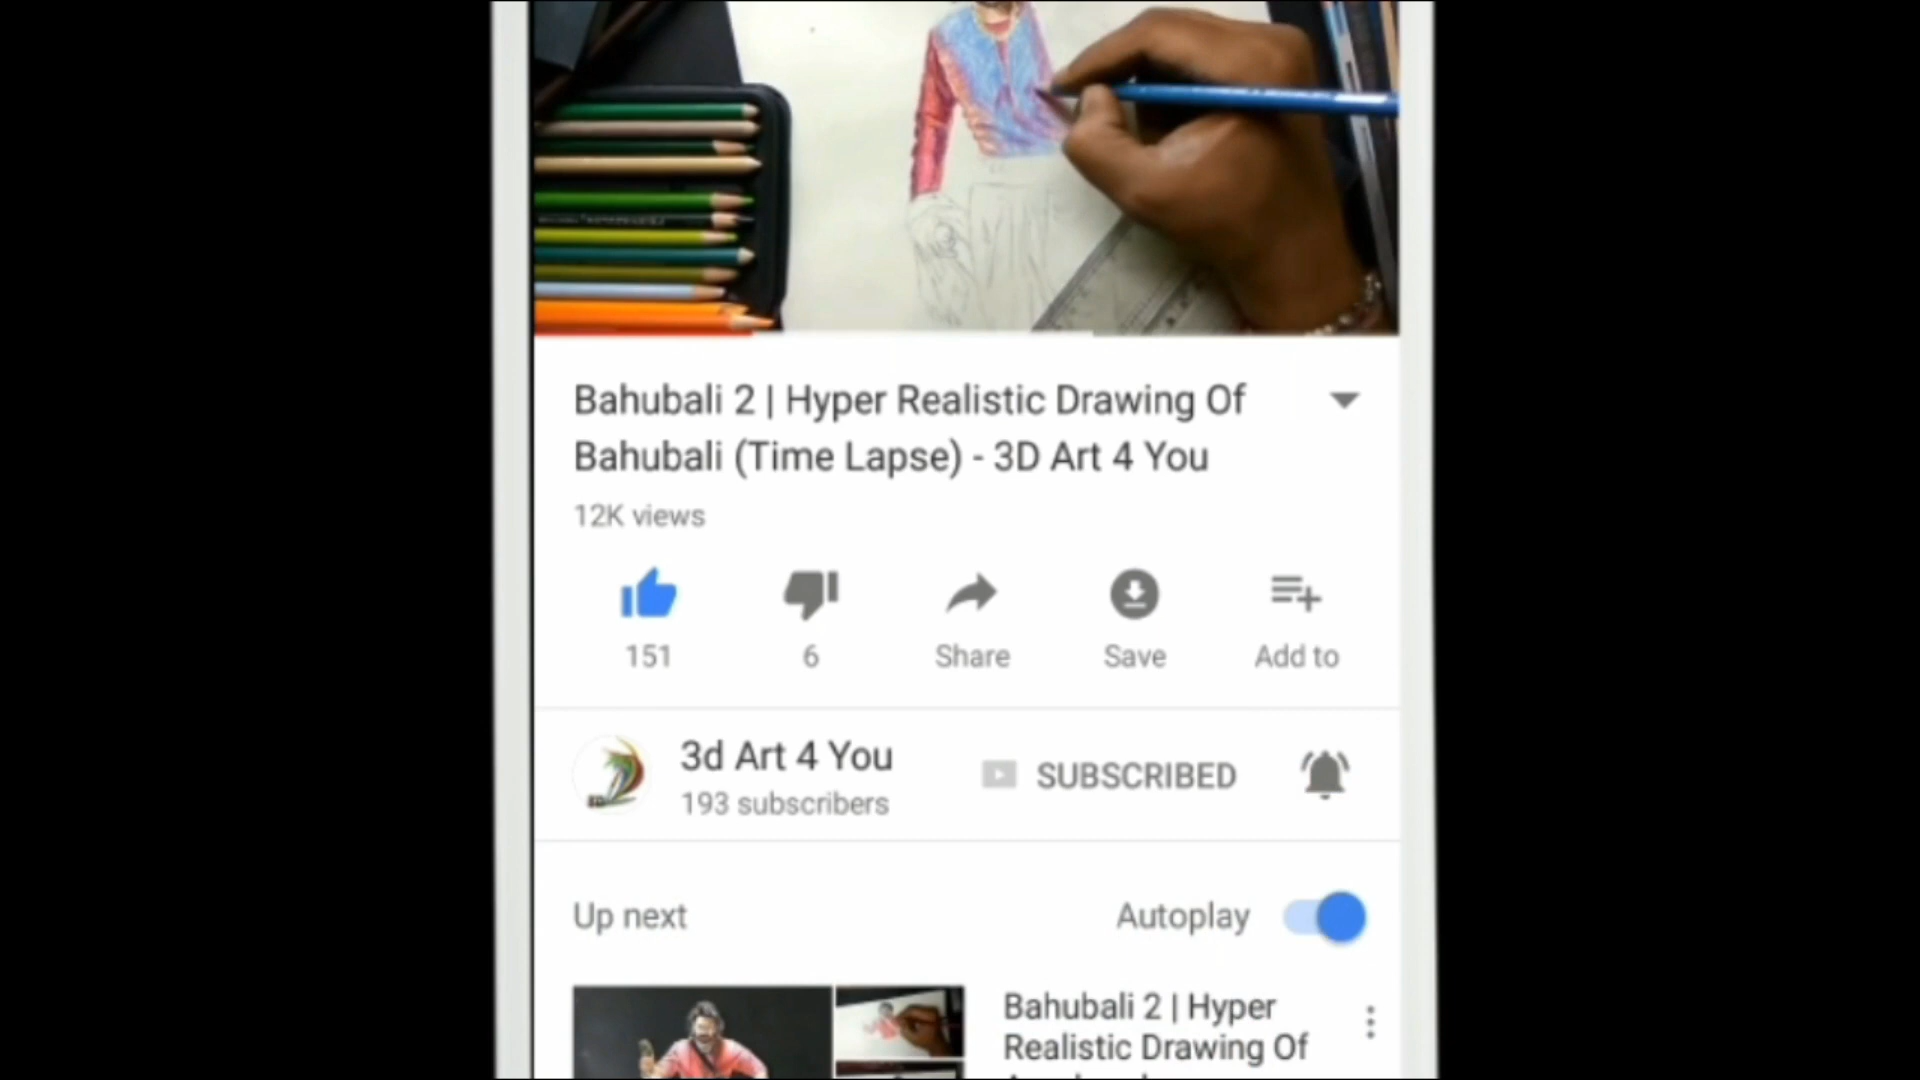 Bahubali 2 | Hyper Realistic Drawing Of
Bahubali (Time Lapse) - 3D Art 4 You
12K views
151
6
Share
Save
Add to
3d Art 4 You
193 subscribers
SUBSCRIBED
Up next
Autoplay
Bahubali 2 | Hyper
Realistic Drawing Of